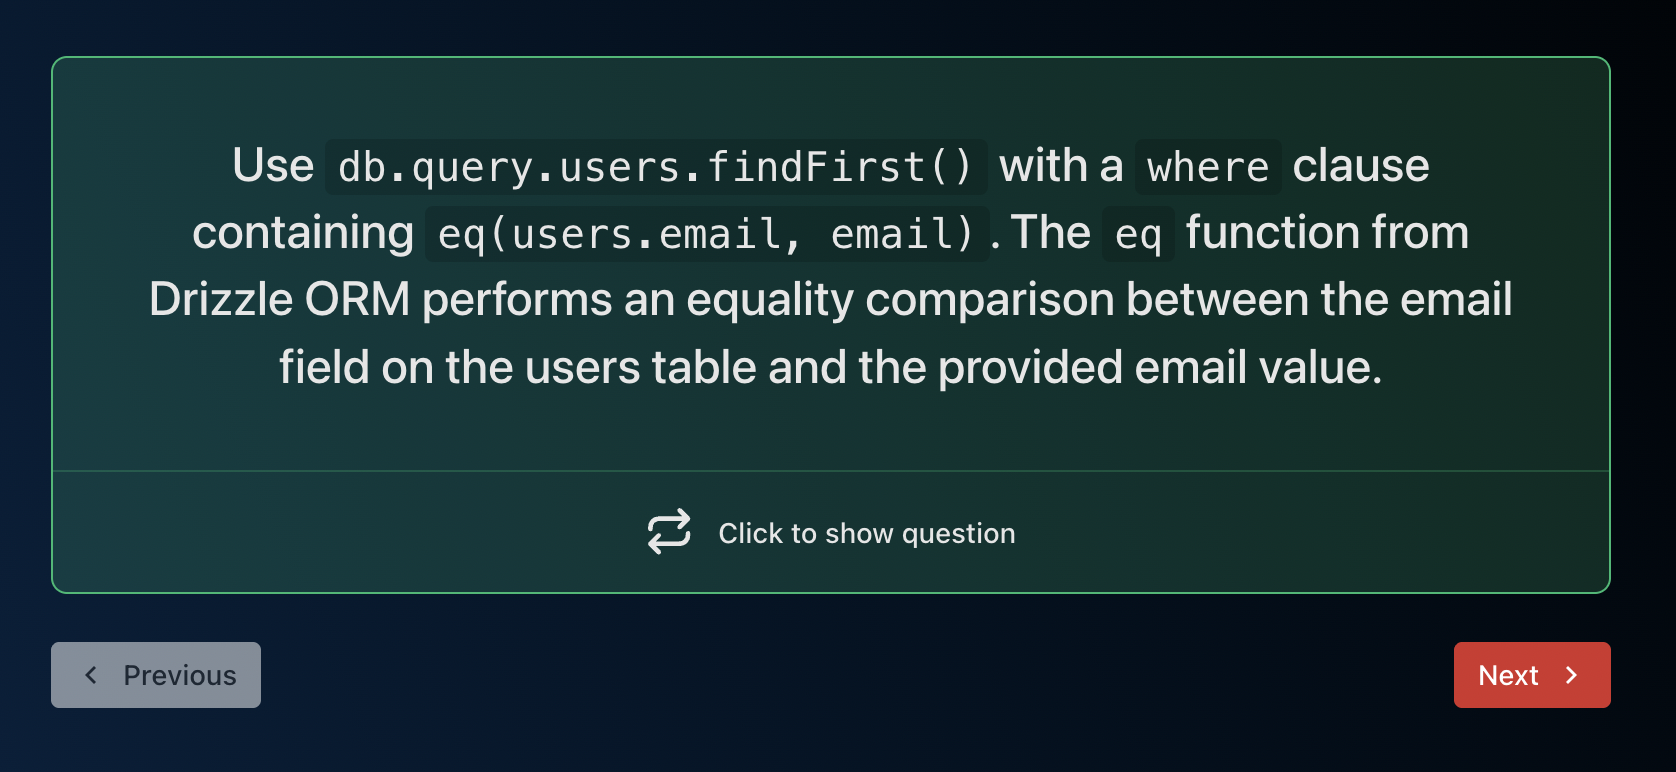 Use db.query.users.findFirst() with a where clause
containing eq(users.email, email). The eq function from
Drizzle ORM performs an equality comparison between the email
field on the users table and the provided email value.
Click to show question
Previous
Next